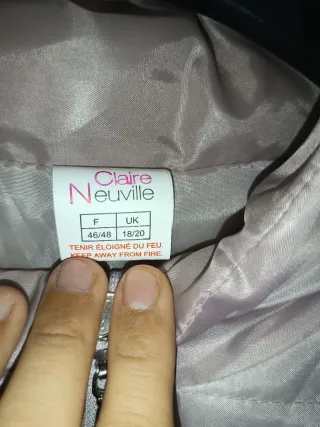 Claire
Neuville
F UK
46/48 18/20
TENIR ÉLOIGNÉ DU FEU.
KEEP AWAY FROM FIRE.